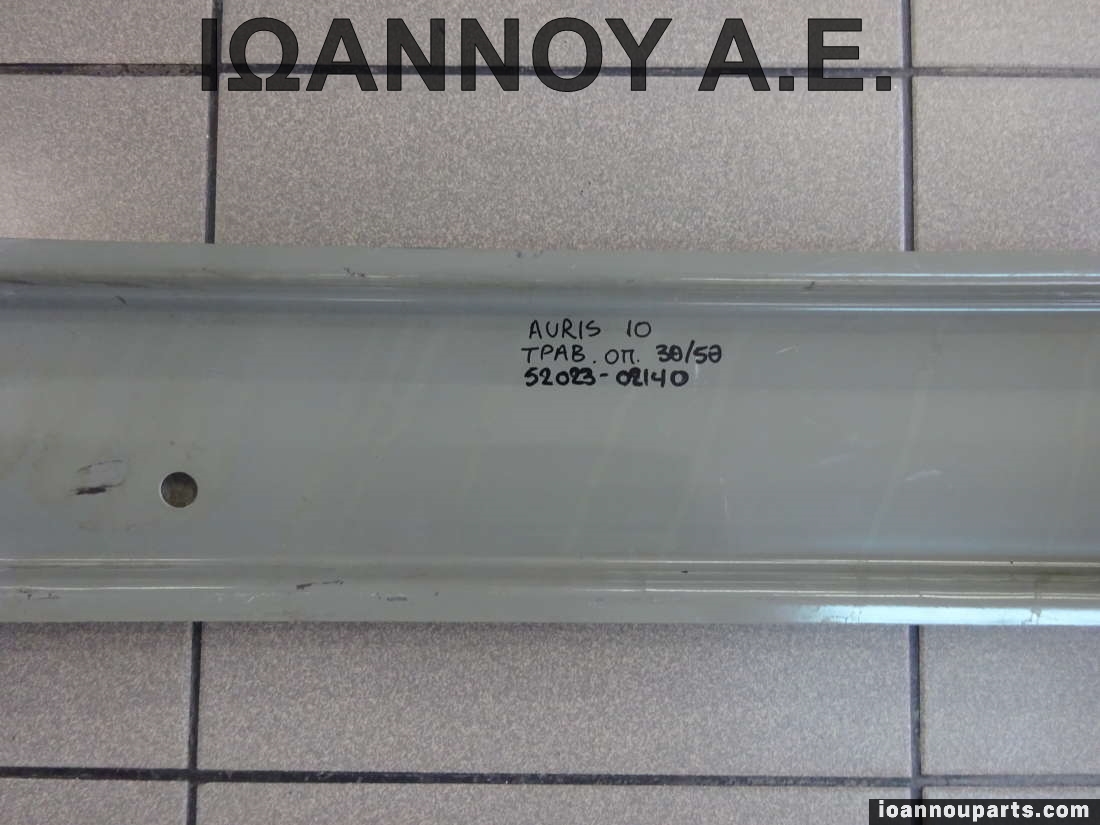 ΙΩΑΝΝΟΥ Α.Ε.
AURIS 10
ΤΡΑΒ. ΟΠ. 3θ/5θ
52023-02140
ioannouparts.com